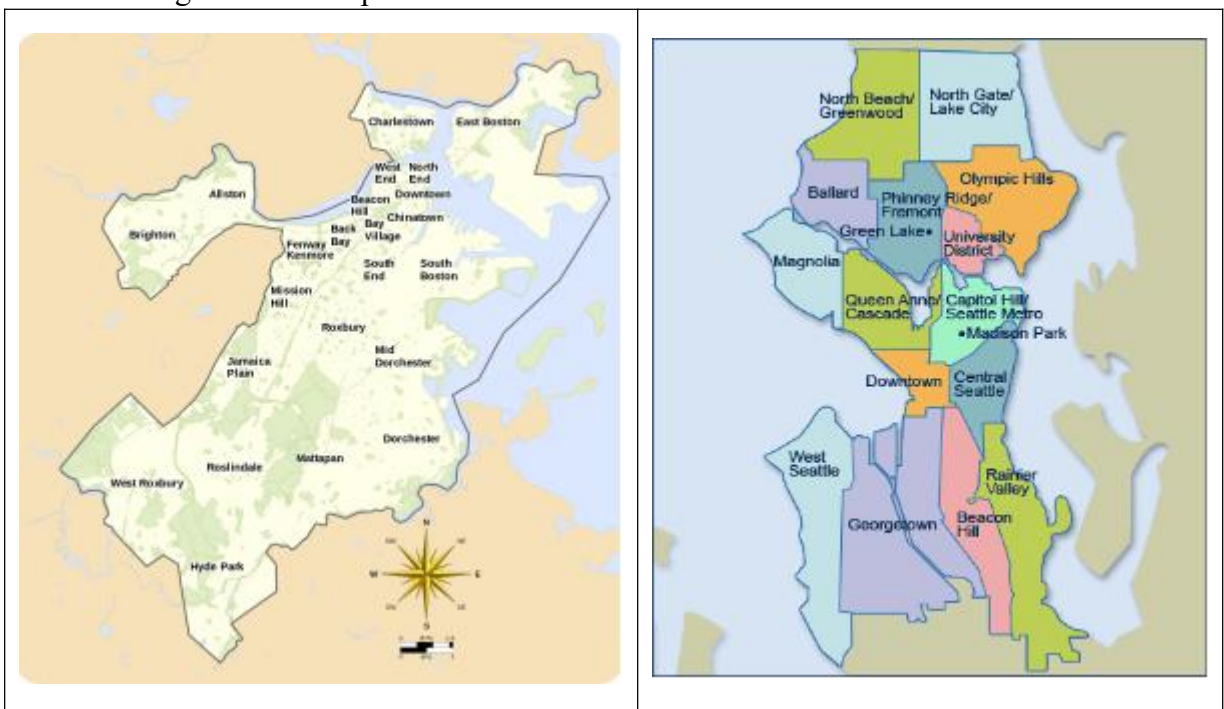 Charlestown
East Boston
West
End
North
End
Downtown
Allston
Beacon
Hill
Chinatown
Back
Bay
Bay
Village
Brighton
Fenway
Kenmore
South
End
South
Boston
Mission
Hill
Roxbury
Mid
Dorchester
Jamaica
Plain
Dorchester
Mattapan
Roslindale
West Roxbury
Hyde Park
N
W
E
S
North Beach/
Greenwood
North Gate/
Lake City
Olympic Hills
Ballard
Phinney Ridge/
Fremont
Green Lake
University
District
Magnolia
Queen Anne/
Cascade
Capitol Hill/
Seattle Metro
Madison Park
Downtown
Central
Seattle
West
Seattle
Rainier
Valley
Georgetown
Beacon
Hill